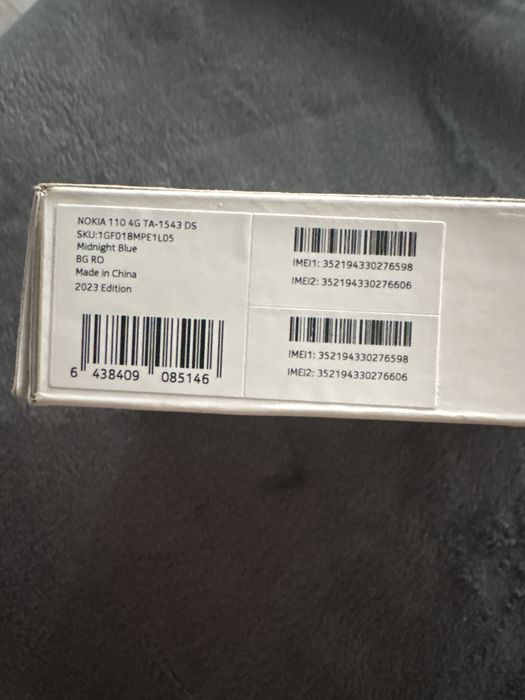 NOKIA 110 4G TA-1543 DS
SKU:1GF018MPE1L05
Midnight Blue
BG RO
Made in China
2023 Edition
6 438409 085146
IMEI1: 352194330276598
IMEI2: 352194330276606
IMEI1: 352194330276598
IMEI2: 352194330276606